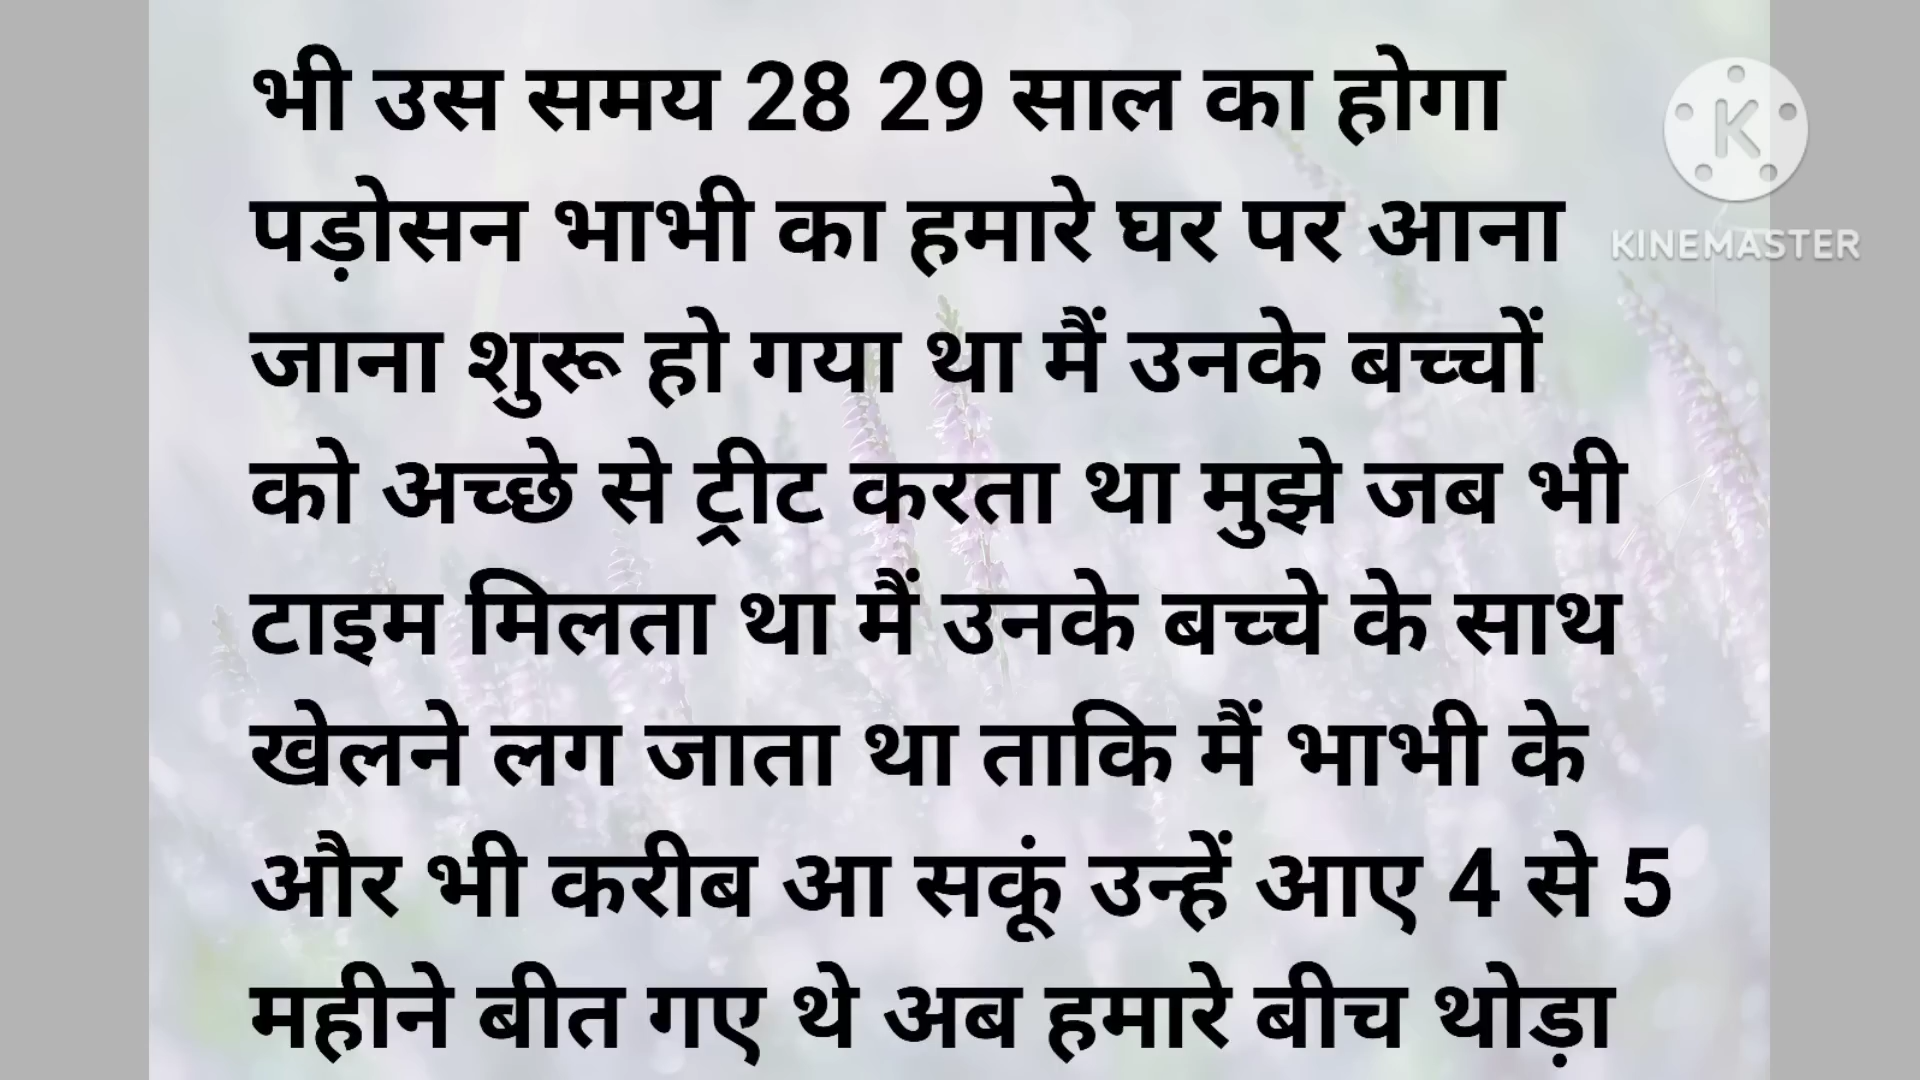 भी उस समय 28 29 साल का होगा
पड़ोसन भाभी का हमारे घर पर आना
जाना शुरू हो गया था मैं उनके बच्चों
को अच्छे से ट्रीट करता था मुझे जब भी
टाइम मिलता था मैं उनके बच्चे के साथ
खेलने लग जाता था ताकि मैं भाभी के
और भी करीब आ सकूं उन्हें आए 4 से 5
महीने बीत गए थे अब हमारे बीच थोड़ा
K
KINEMASTER